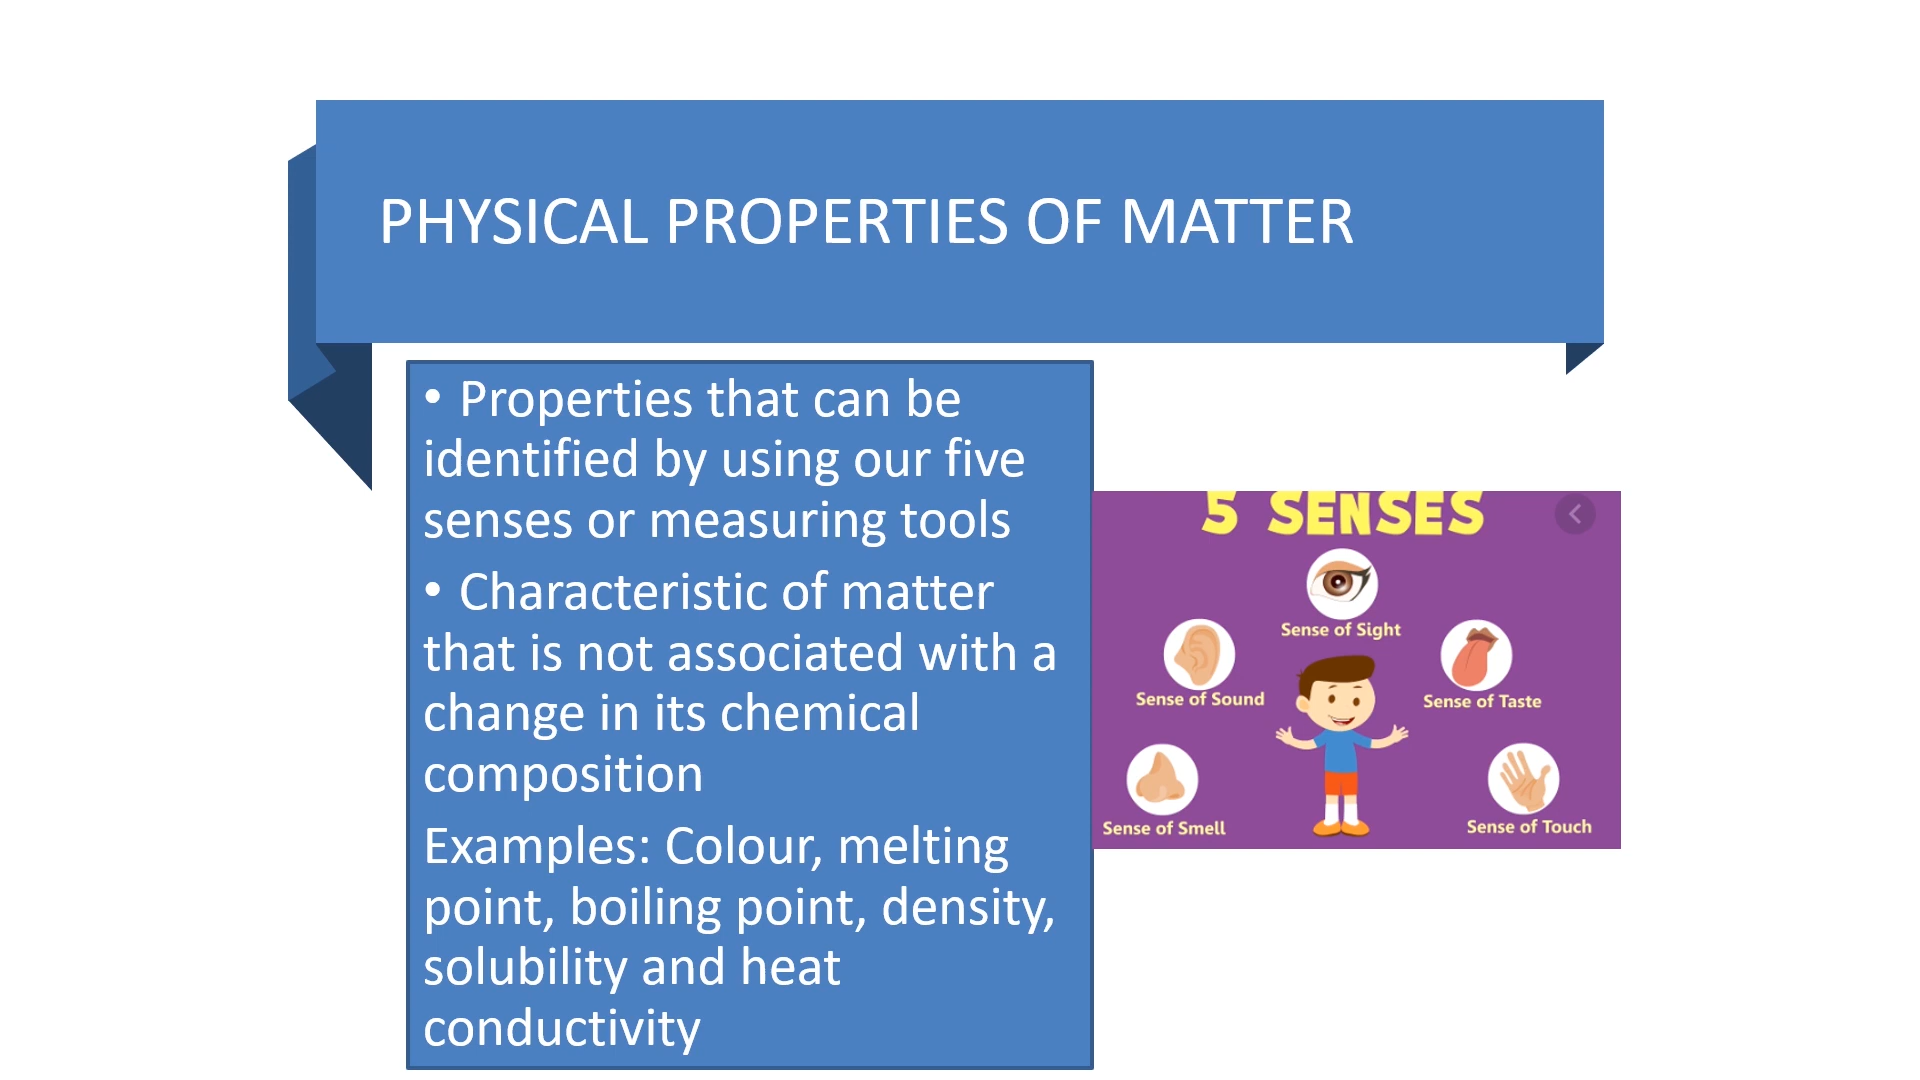 PHYSICAL PROPERTIES OF MATTER
• Properties that can be
identified by using our five
senses or measuring tools
• Characteristic of matter
that is not associated with a
change in its chemical
composition
Examples: Colour, melting
point, boiling point, density,
solubility and heat
conductivity
5 SENSES
Sense of Sight
Sense of Sound
Sense of Taste
Sense of Smell
Sense of Touch